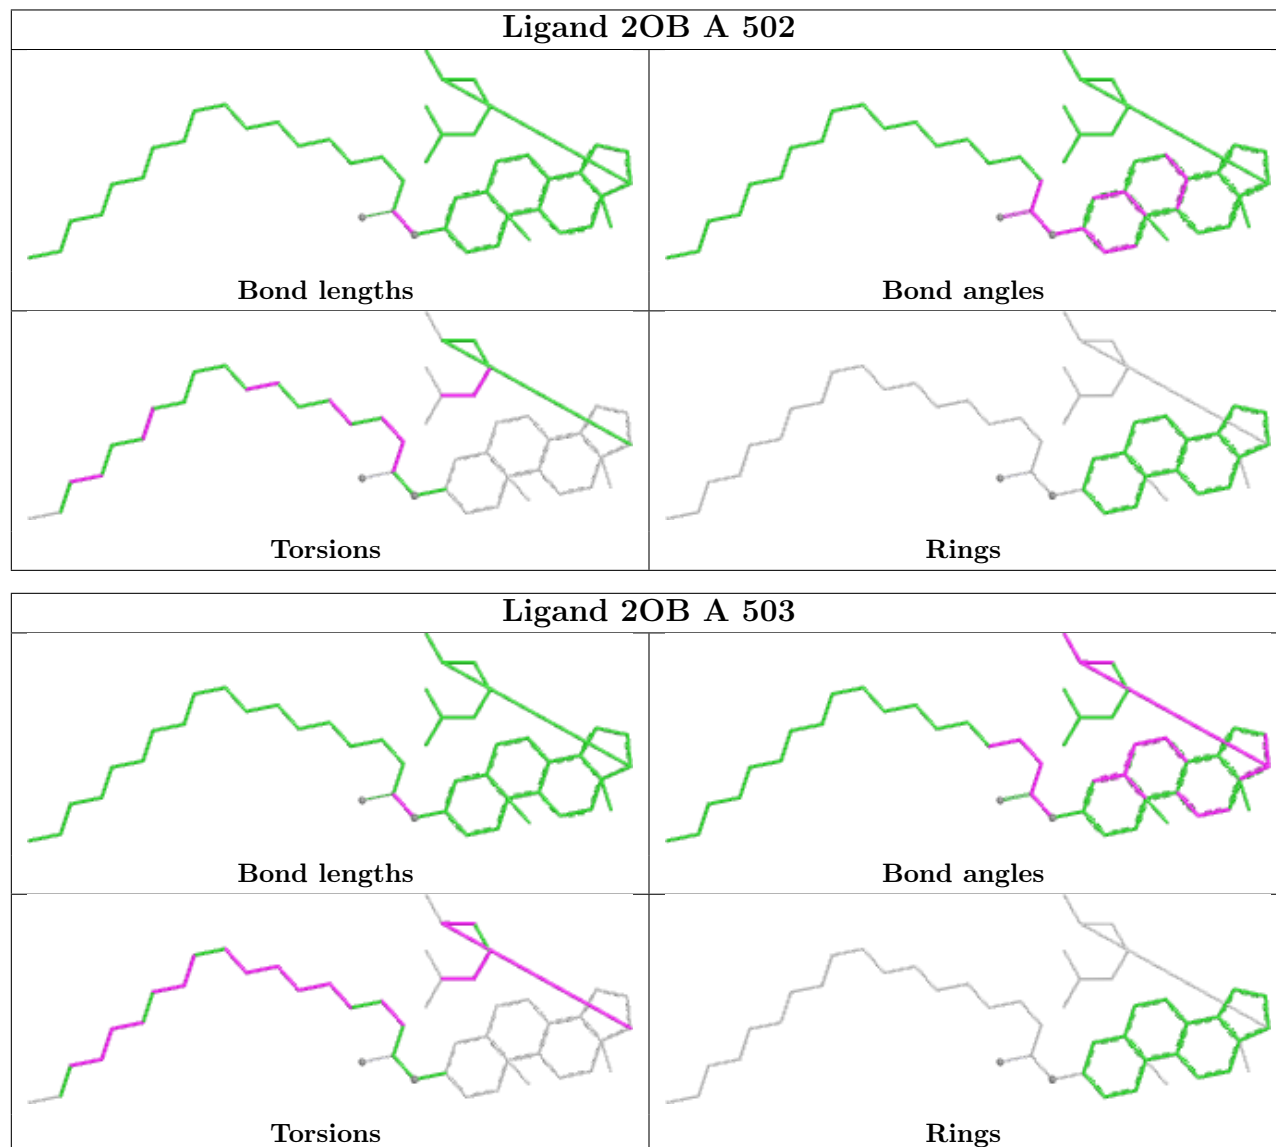 Ligand 2OB A 502
Bond lengths
Bond angles
Torsions
Rings
Ligand 2OB A 503
Bond lengths
Bond angles
Torsions
Rings